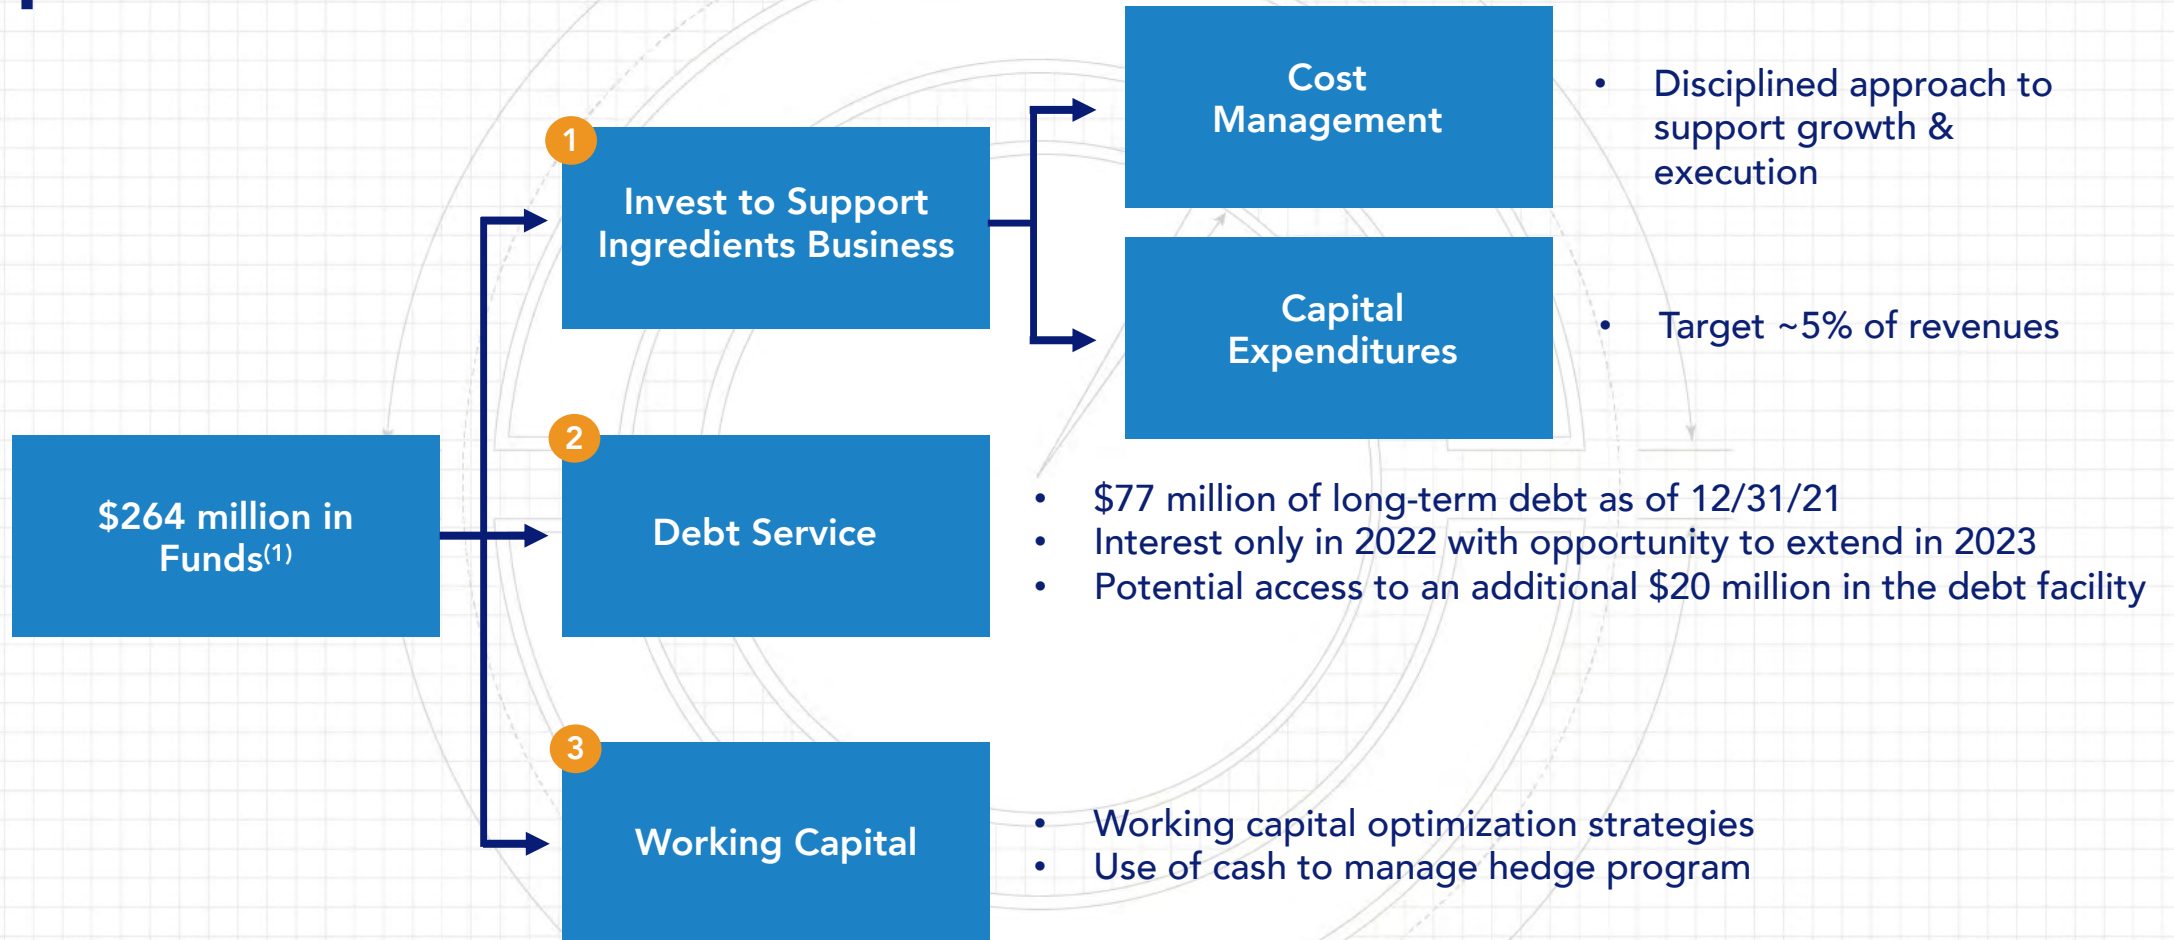 $264 million in
Funds(1)
1
Invest to Support
Ingredients Business
Cost
Management
• Disciplined approach to
support growth &
execution
Capital
Expenditures
• Target ~5% of revenues
2
Debt Service
• $77 million of long-term debt as of 12/31/21
• Interest only in 2022 with opportunity to extend in 2023
• Potential access to an additional $20 million in the debt facility
3
Working Capital
• Working capital optimization strategies
• Use of cash to manage hedge program